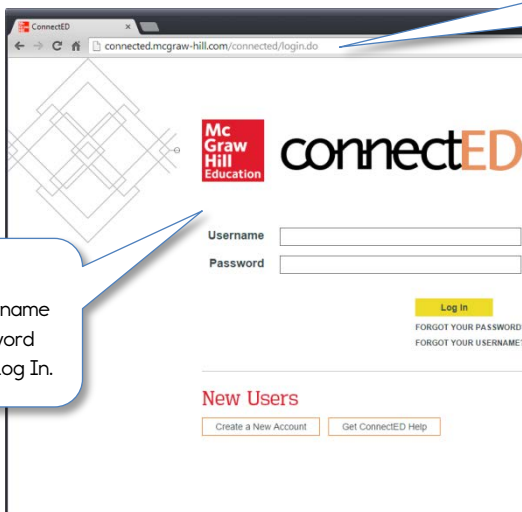 ConnectED
connected.mcgraw-hill.com/connected/login.do
Mc
Graw
Hill
Education
connectED
Username
Password
name
word
Log In.
Log In
FORGOT YOUR PASSWORD
FORGOT YOUR USERNAME?
New Users
Create a New Account
Get ConnectED Help